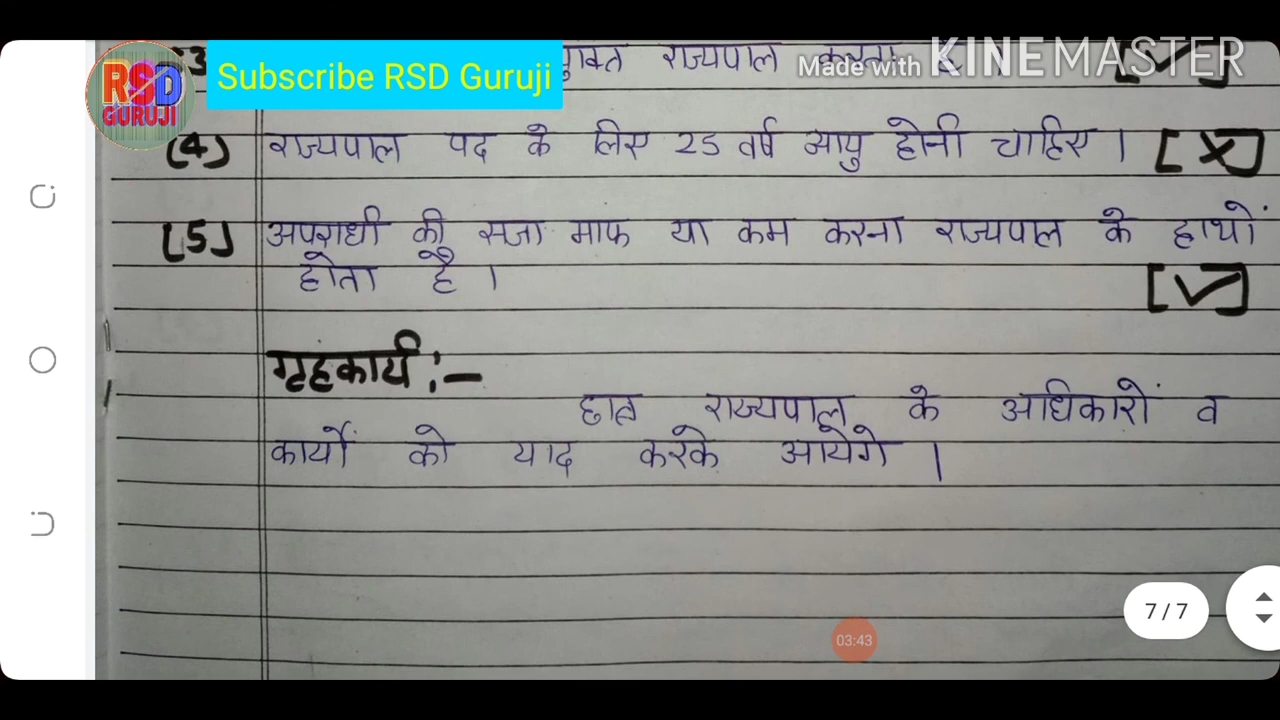 Subscribe RSD Guruji
RSD
GURUJI
राज्यपाल
Made with KINEMASTER
(4) राज्यपाल पद के लिए 25 वर्ष आयु होनी चाहिए । [X]
(5) अपराधी की सजा माफ या कम करना राज्यपाल के हाथों
होता है ।
[✓]
गृहकार्य :-
छात्र राज्यपाल के अधिकारों व
कार्यों को याद करके आयेगे ।
7/7
03:43